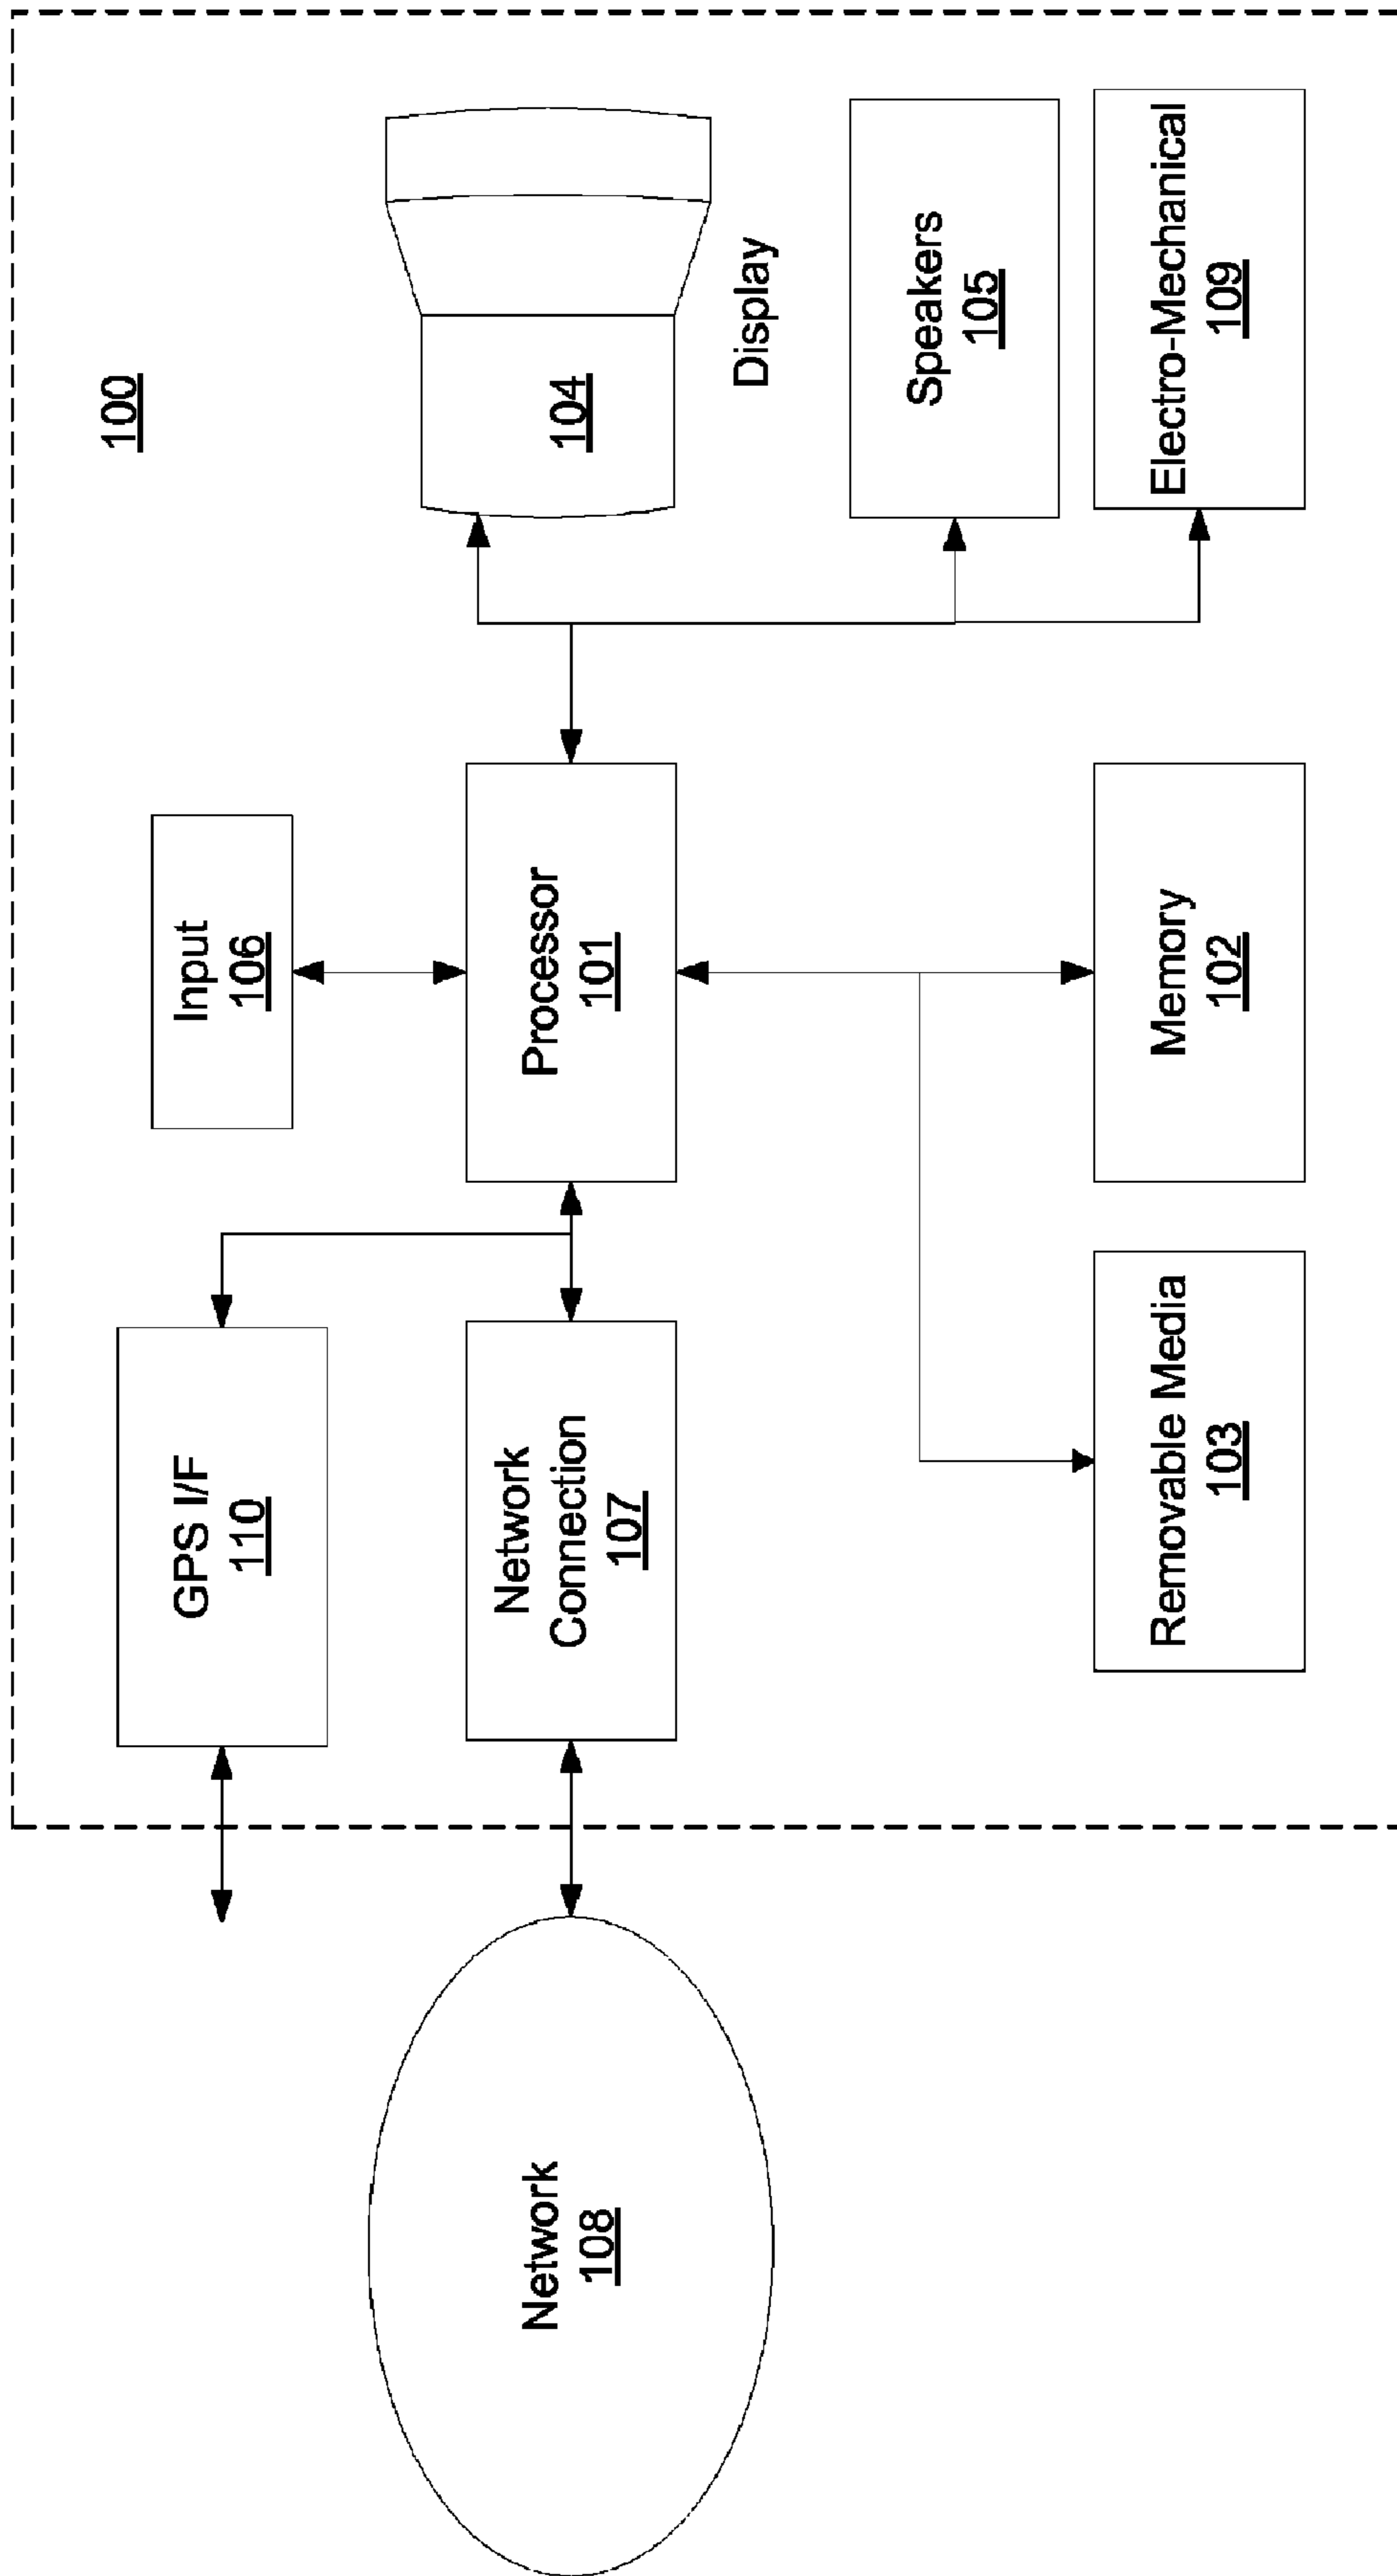 100
Input
106
GPS I/F
110
104
Display
Processor
101
Network
Connection
107
Network
108
Speakers
105
Electro-Mechanical
109
Memory
102
Removable Media
103